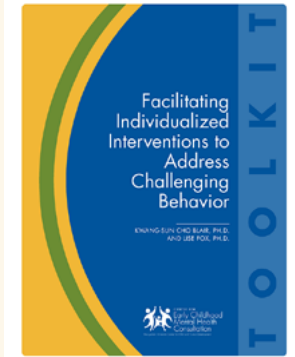 Facilitating
Individualized
Interventions to
Address
Challenging
Behavior
KWANG-SUN CHO BLAIR, PH.D.
AND LISE FOX, PH.D.
Early Childhood
Mental Health
Consultation
TOOLKIT